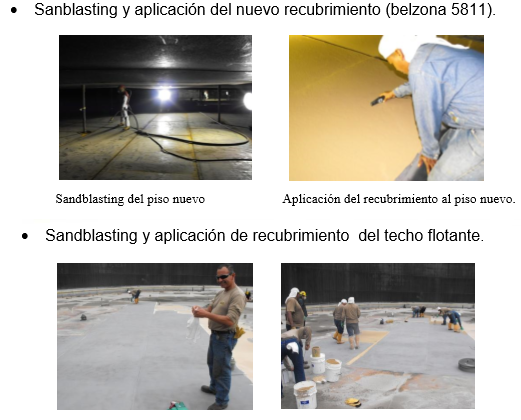 • Sanblasting y aplicación del nuevo recubrimiento (belzona 5811).
Sandblasting del piso nuevo
Aplicación del recubrimiento al piso nuevo.
• Sandblasting y aplicación de recubrimiento del techo flotante.